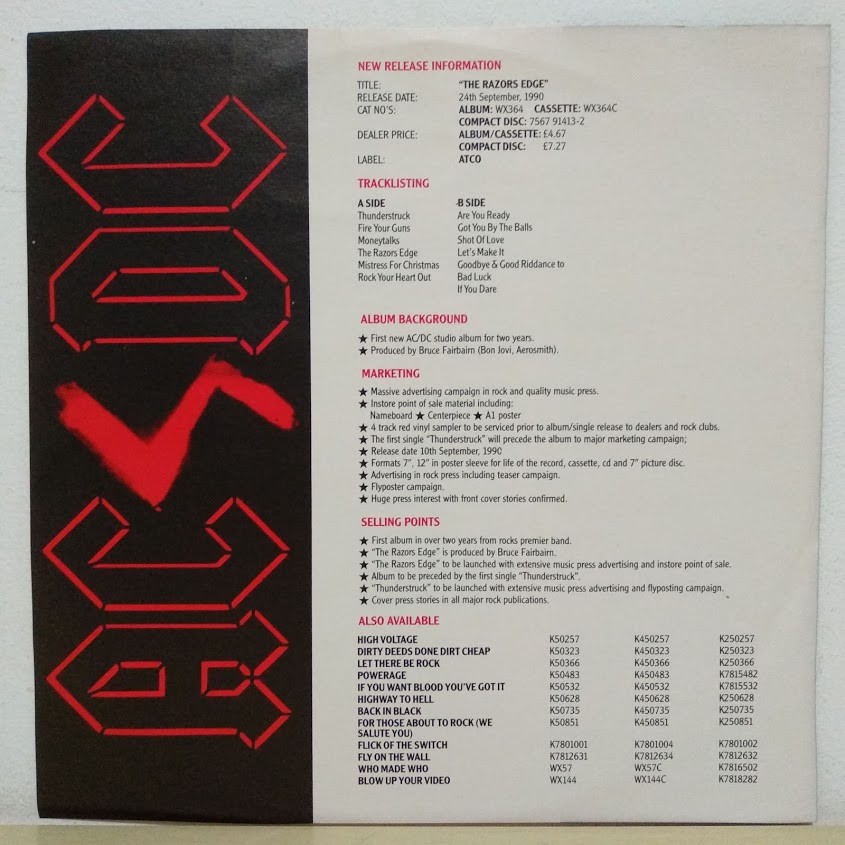 AC⚡DC
NEW RELEASE INFORMATION
TITLE: "THE RAZORS EDGE"
RELEASE DATE: 24th September, 1990
CAT NO'S: ALBUM: WX364 CASSETTE: WX364C
COMPACT DISC: 7567 91413-2
DEALER PRICE: ALBUM/CASSETTE: £4.67
COMPACT DISC: £7.27
LABEL: ATCO
TRACKLISTING
A SIDE
Thunderstruck
Fire Your Guns
Moneytalks
The Razors Edge
Mistress For Christmas
Rock Your Heart Out
B SIDE
Are You Ready
Got You By The Balls
Shot Of Love
Let's Make It
Goodbye & Good Riddance to
Bad Luck
If You Dare
ALBUM BACKGROUND
★ First new AC/DC studio album for two years.
★ Produced by Bruce Fairbairn (Bon Jovi, Aerosmith).
MARKETING
★ Massive advertising campaign in rock and quality music press.
★ Instore point of sale material including:
Nameboard ★ Centerpiece ★ A1 poster
★ 4 track red vinyl sampler to be serviced prior to album/single release to dealers and rock clubs.
★ The first single "Thunderstruck" will precede the album to major marketing campaign;
★ Release date 10th September, 1990
★ Formats 7", 12" in poster sleeve for life of the record, cassette, cd and 7" picture disc.
★ Advertising in rock press including teaser campaign.
★ Flyposter campaign.
★ Huge press interest with front cover stories confirmed.
SELLING POINTS
★ First album in over two years from rocks premier band.
★ "The Razors Edge" is produced by Bruce Fairbairn.
★ "The Razors Edge" to be launched with extensive music press advertising and instore point of sale.
★ Album to be preceded by the first single "Thunderstruck".
★ "Thunderstruck" to be launched with extensive music press advertising and flyposting campaign.
★ Cover press stories in all major rock publications.
ALSO AVAILABLE
HIGH VOLTAGE K50257 K450257 K250257
DIRTY DEEDS DONE DIRT CHEAP K50323 K450323 K250323
LET THERE BE ROCK K50366 K450366 K250366
POWERAGE K50483 K450483 K7815482
IF YOU WANT BLOOD YOU'VE GOT IT K50532 K450532 K7815532
HIGHWAY TO HELL K50628 K450628 K250628
BACK IN BLACK K50735 K450735 K250735
FOR THOSE ABOUT TO ROCK (WE K50851 K450851 K250851
SALUTE YOU)
FLICK OF THE SWITCH K7801001 K7801004 K7801002
FLY ON THE WALL K7812631 K7812634 K7812632
WHO MADE WHO WX57 WX57C K7816502
BLOW UP YOUR VIDEO WX144 WX144C K7818282